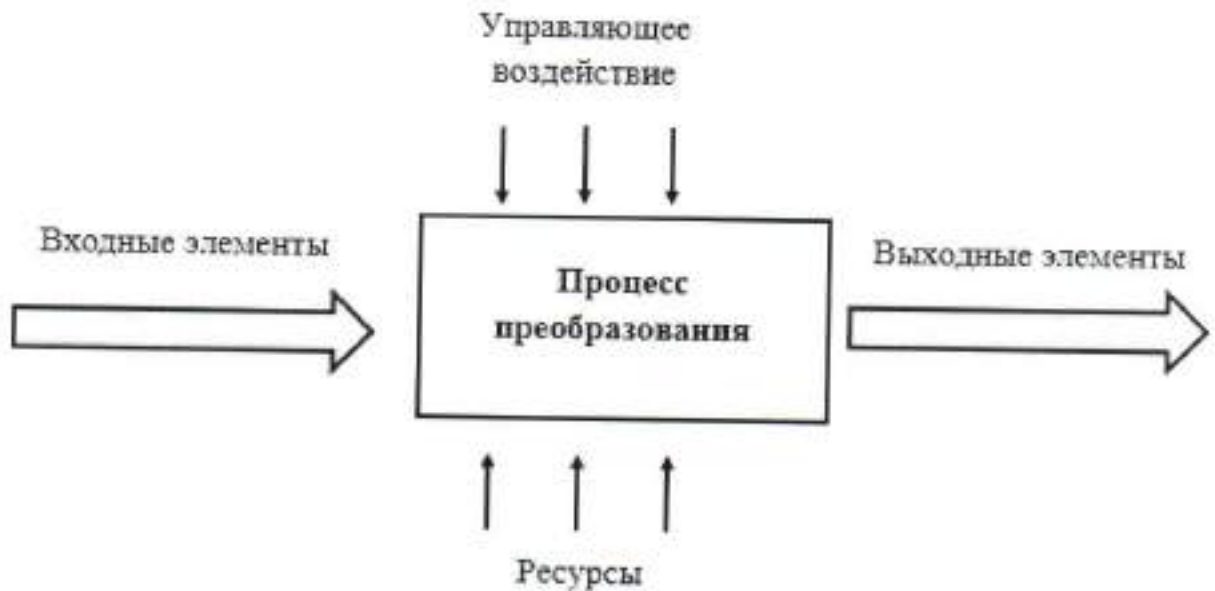 Управляющее
воздействие
Входные элементы
Выходные элементы
Процесс
преобразования
Ресурсы